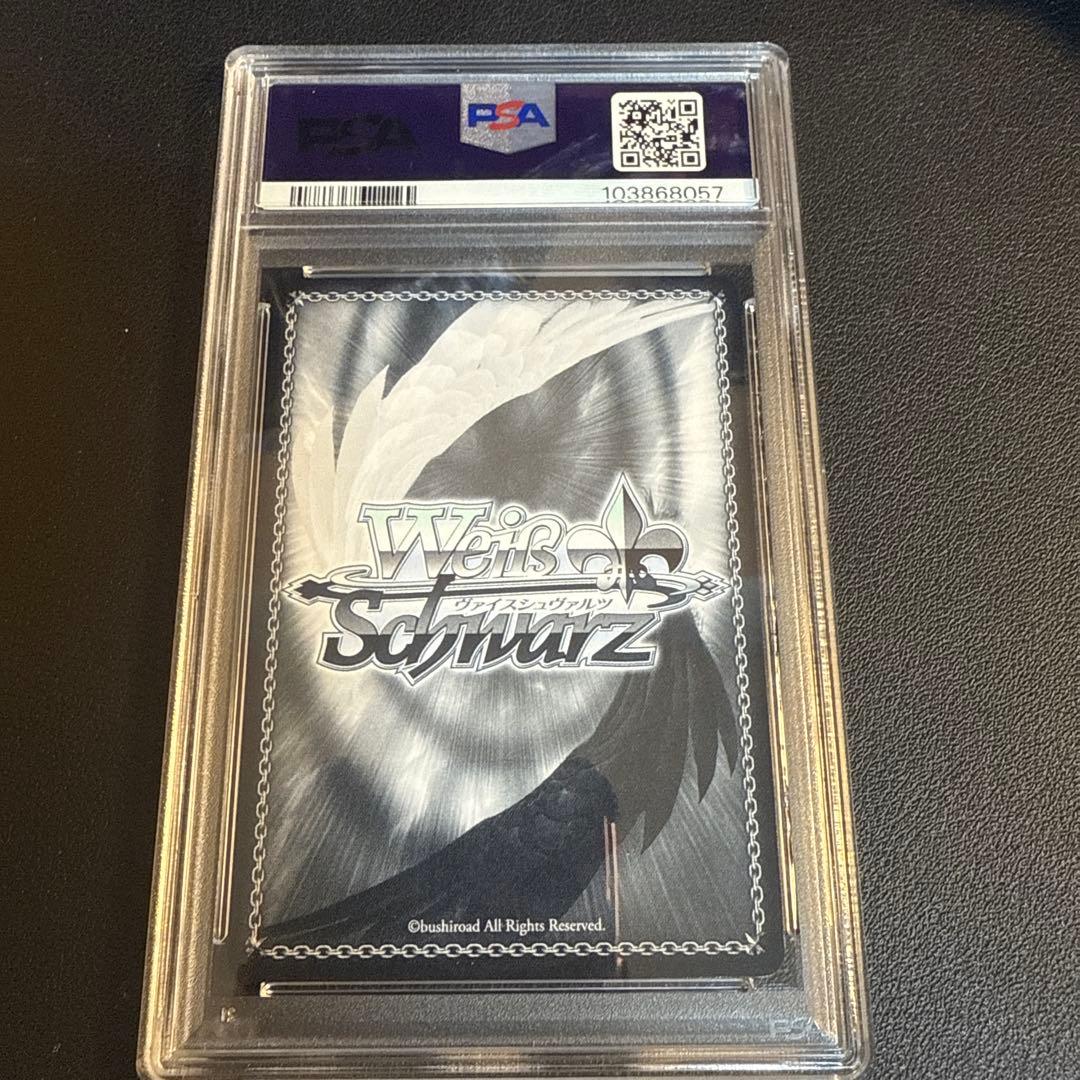 PSA
PSA
103868057
Weiß
ヴァイスシュヴァルツ
Schwarz
©bushiroad All Rights Reserved.
PS